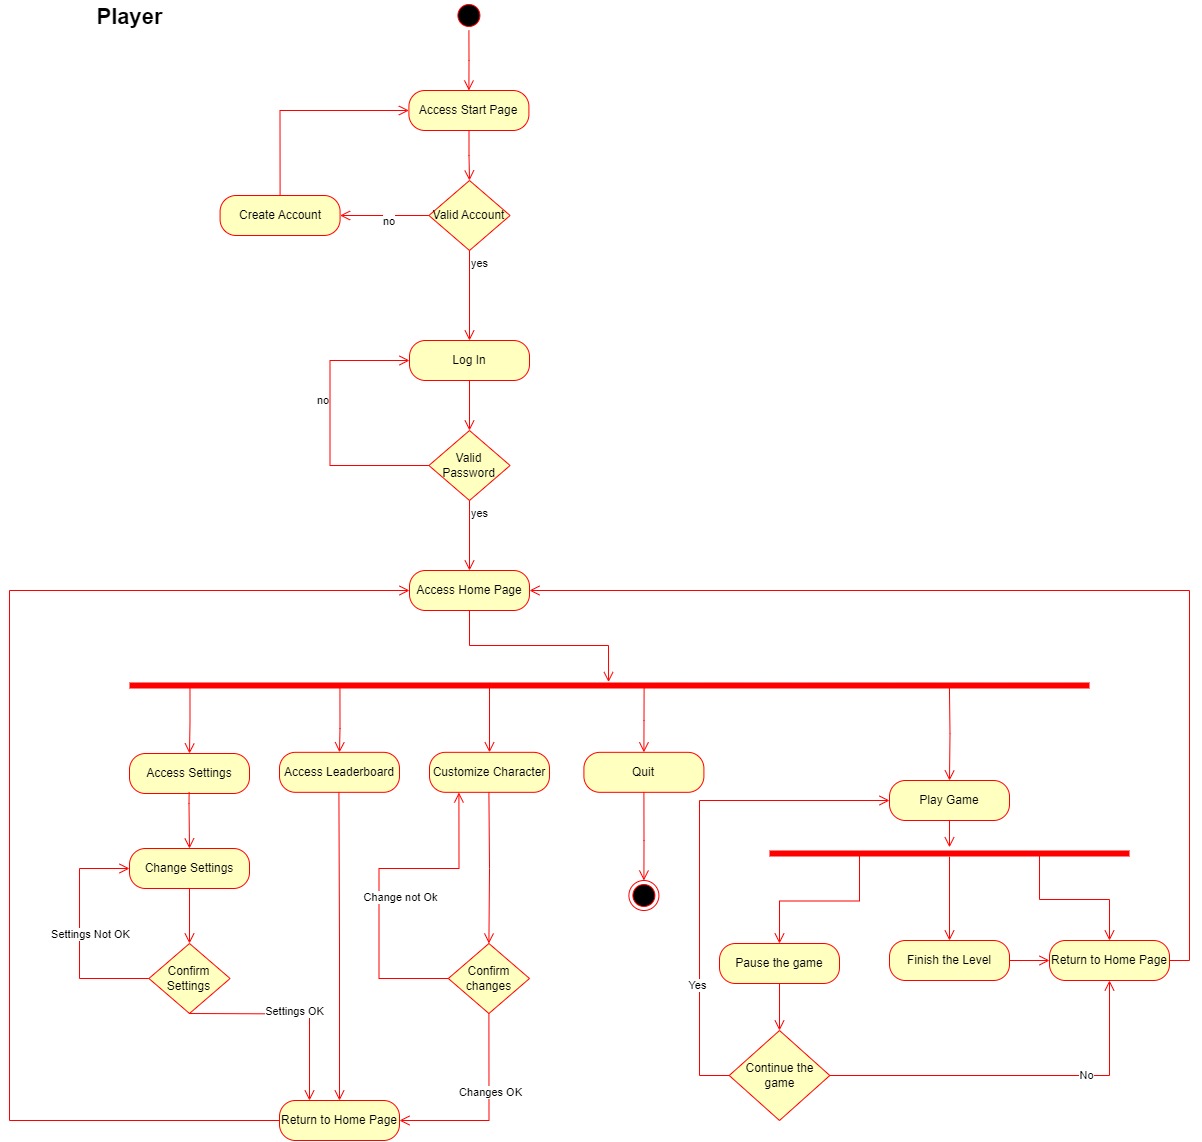 Player
Access Start Page
Create Account
no
Valid Account
yes
Log In
no
Valid
Password
yes
Access Home Page
Access Settings
Access Leaderboard
Customize Character
Quit
Play Game
Change Settings
Change not Ok
Settings Not OK
Confirm
Settings
Confirm
changes
Pause the game
Finish the Level
Return to Home Page
Yes
Settings OK
Continue the
game
No
Changes OK
Return to Home Page